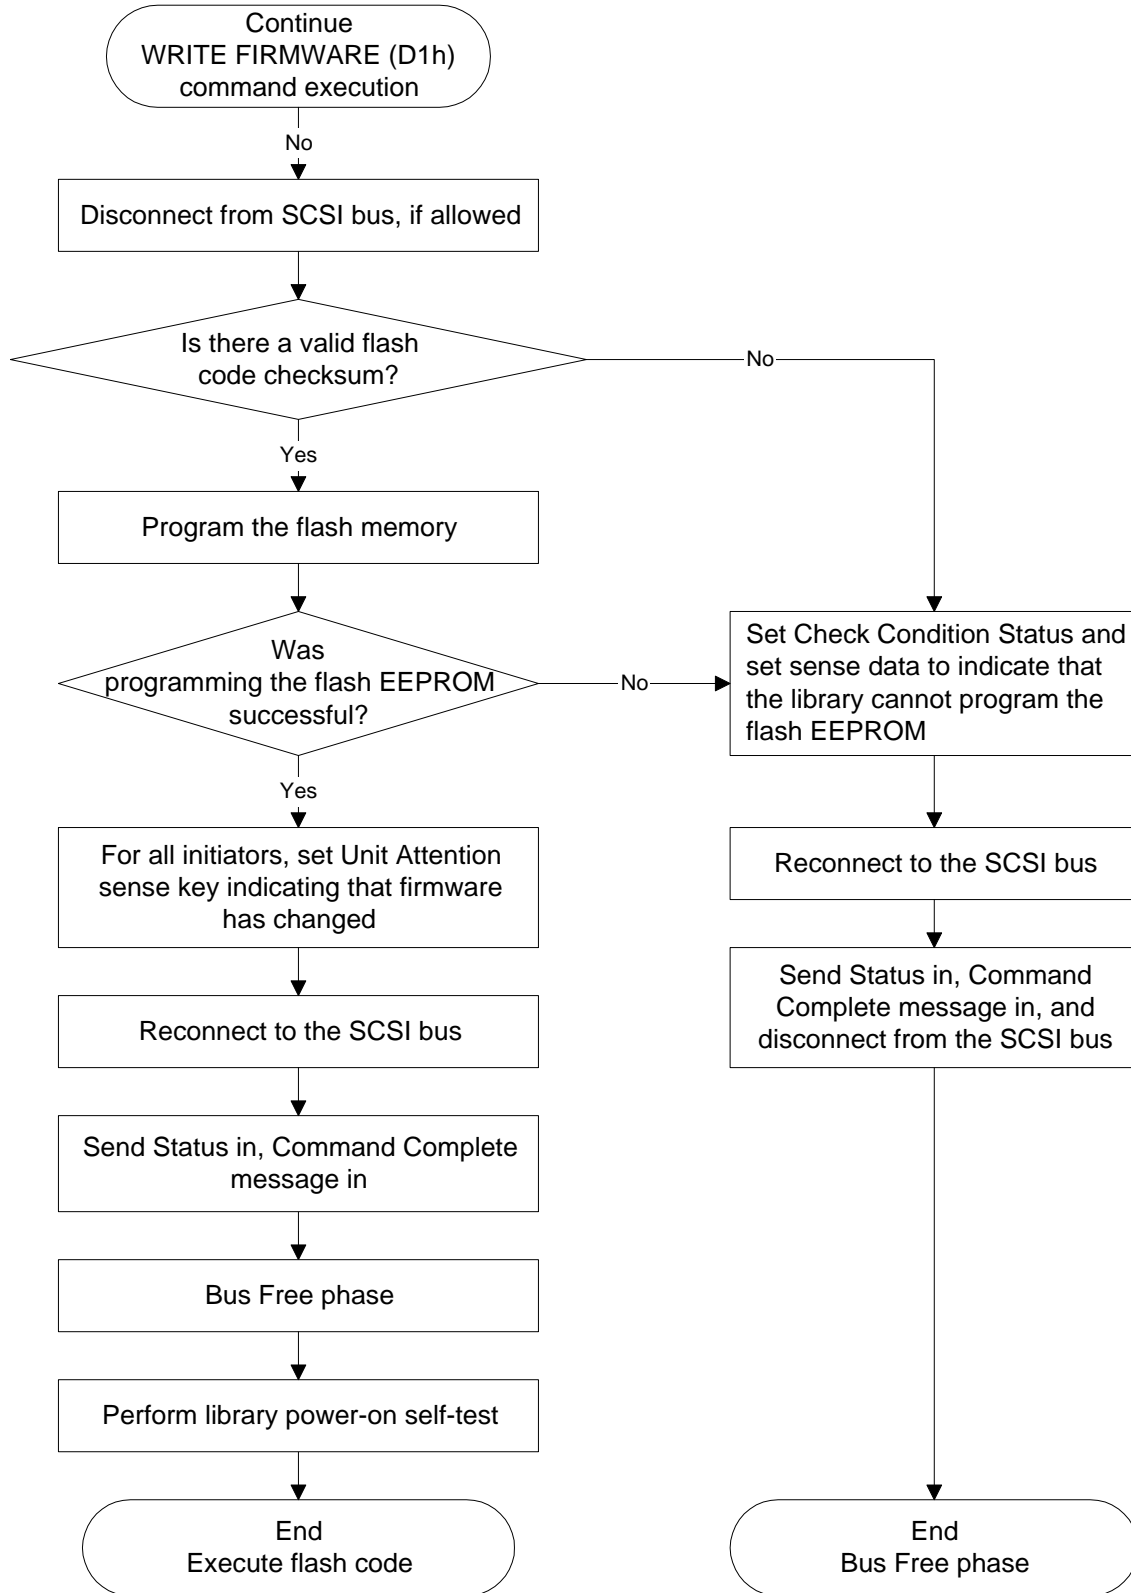 Continue
WRITE FIRMWARE (D1h)
command execution
No
Disconnect from SCSI bus, if allowed
Is there a valid flash
code checksum?
No
Yes
Program the flash memory
Was
programming the flash EEPROM
successful?
No
Set Check Condition Status and
set sense data to indicate that
the library cannot program the
flash EEPROM
Yes
For all initiators, set Unit Attention
sense key indicating that firmware
has changed
Reconnect to the SCSI bus
Reconnect to the SCSI bus
Send Status in, Command
Complete message in, and
disconnect from the SCSI bus
Send Status in, Command Complete
message in
Bus Free phase
Perform library power-on self-test
End
Execute flash code
End
Bus Free phase